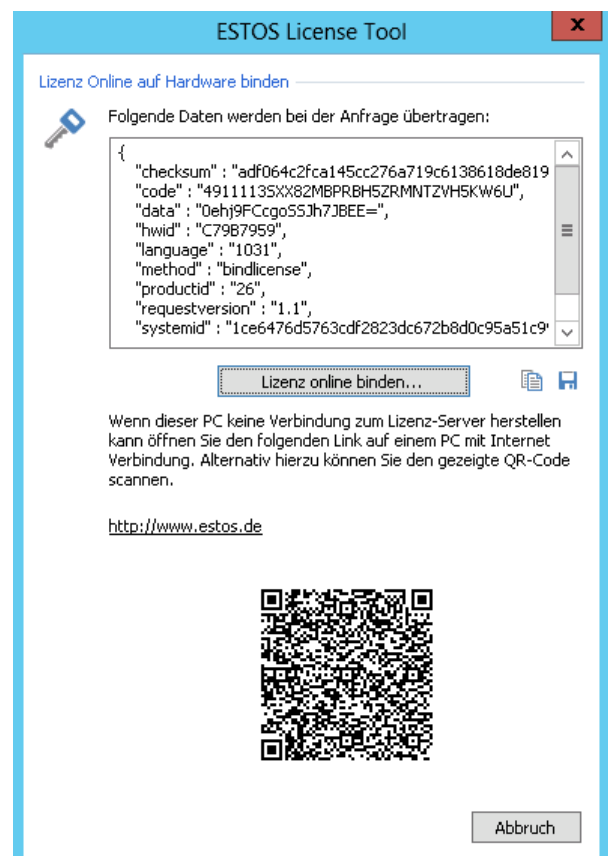 ESTOS License Tool
x
Lizenz Online auf Hardware binden
Folgende Daten werden bei der Anfrage übertragen:
{
"checksum" : "adf064c2fca145cc276a719c6138618de819
"code" : "4911113SXX82MBPRBH5ZRMNTZVH5KW6U",
"data" : "0ehj9FCcgoSSJh7JBEE=",
"hwid" : "C79B7959",
"language" : "1031",
"method" : "bindlicense",
"productid" : "26",
"requestversion" : "1.1",
"systemid" : "1ce6476d5763cdf2823dc672b8d0c95a51c9
Lizenz online binden...
Wenn dieser PC keine Verbindung zum Lizenz-Server herstellen
kann öffnen Sie den folgenden Link auf einem PC mit Internet
Verbindung. Alternativ hierzu können Sie den gezeigte QR-Code
scannen.
http://www.estos.de
Abbruch